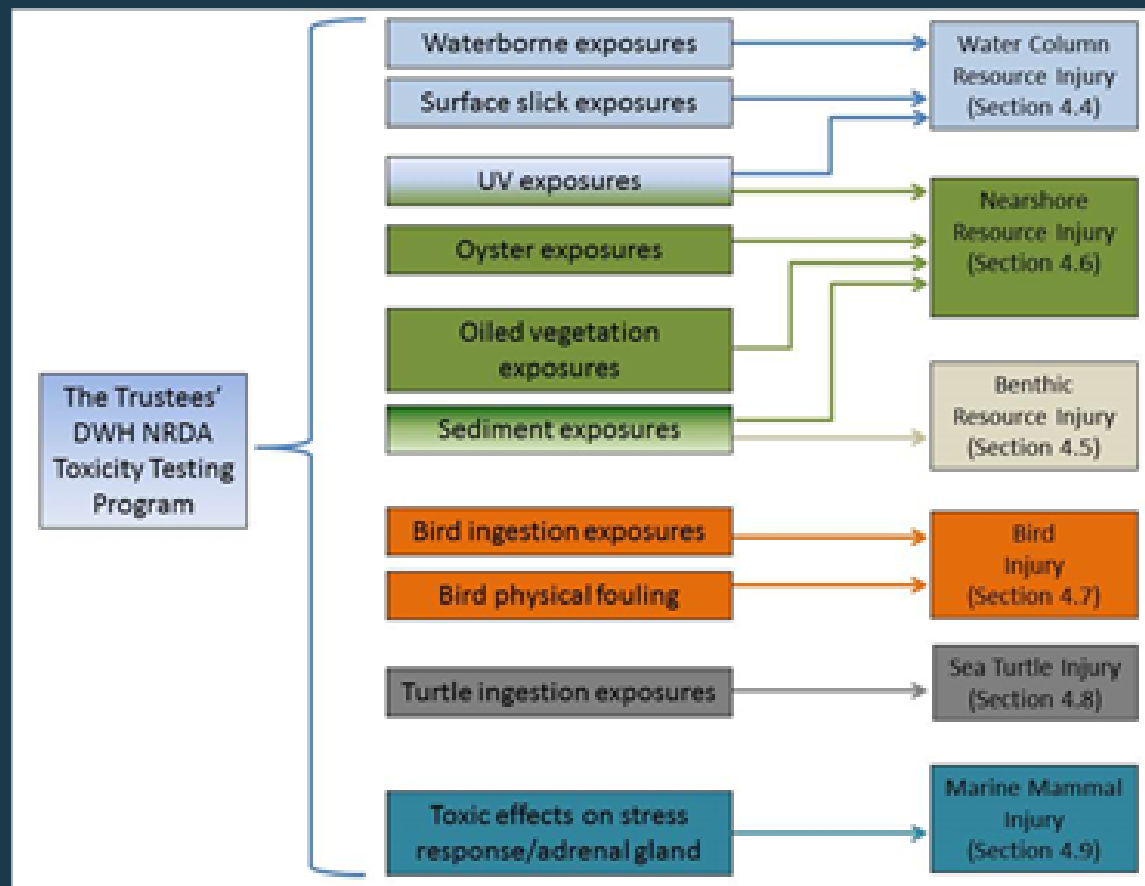 The Trustees'
DWH NRDA
Toxicity Testing
Program
Waterborne exposures
Surface slick exposures
UV exposures
Oyster exposures
Oiled vegetation
exposures
Sediment exposures
Bird ingestion exposures
Bird physical fouling
Turtle ingestion exposures
Toxic effects on stress
response/adrenal gland
Water Column
Resource Injury
(Section 4.4)
Nearshore
Resource Injury
(Section 4.6)
Benthic
Resource Injury
(Section 4.5)
Bird
Injury
(Section 4.7)
Sea Turtle Injury
(Section 4.8)
Marine Mammal
Injury
(Section 4.9)